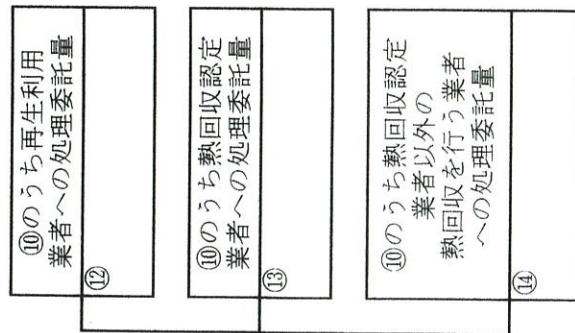 ⑩のうち再生利用
業者への処理委託量
⑫
⑩のうち熱回収認定
業者への処理委託量
⑬
⑩のうち熱回収認定
業者以外の
熱回収を行う業者
への処理委託量
⑭